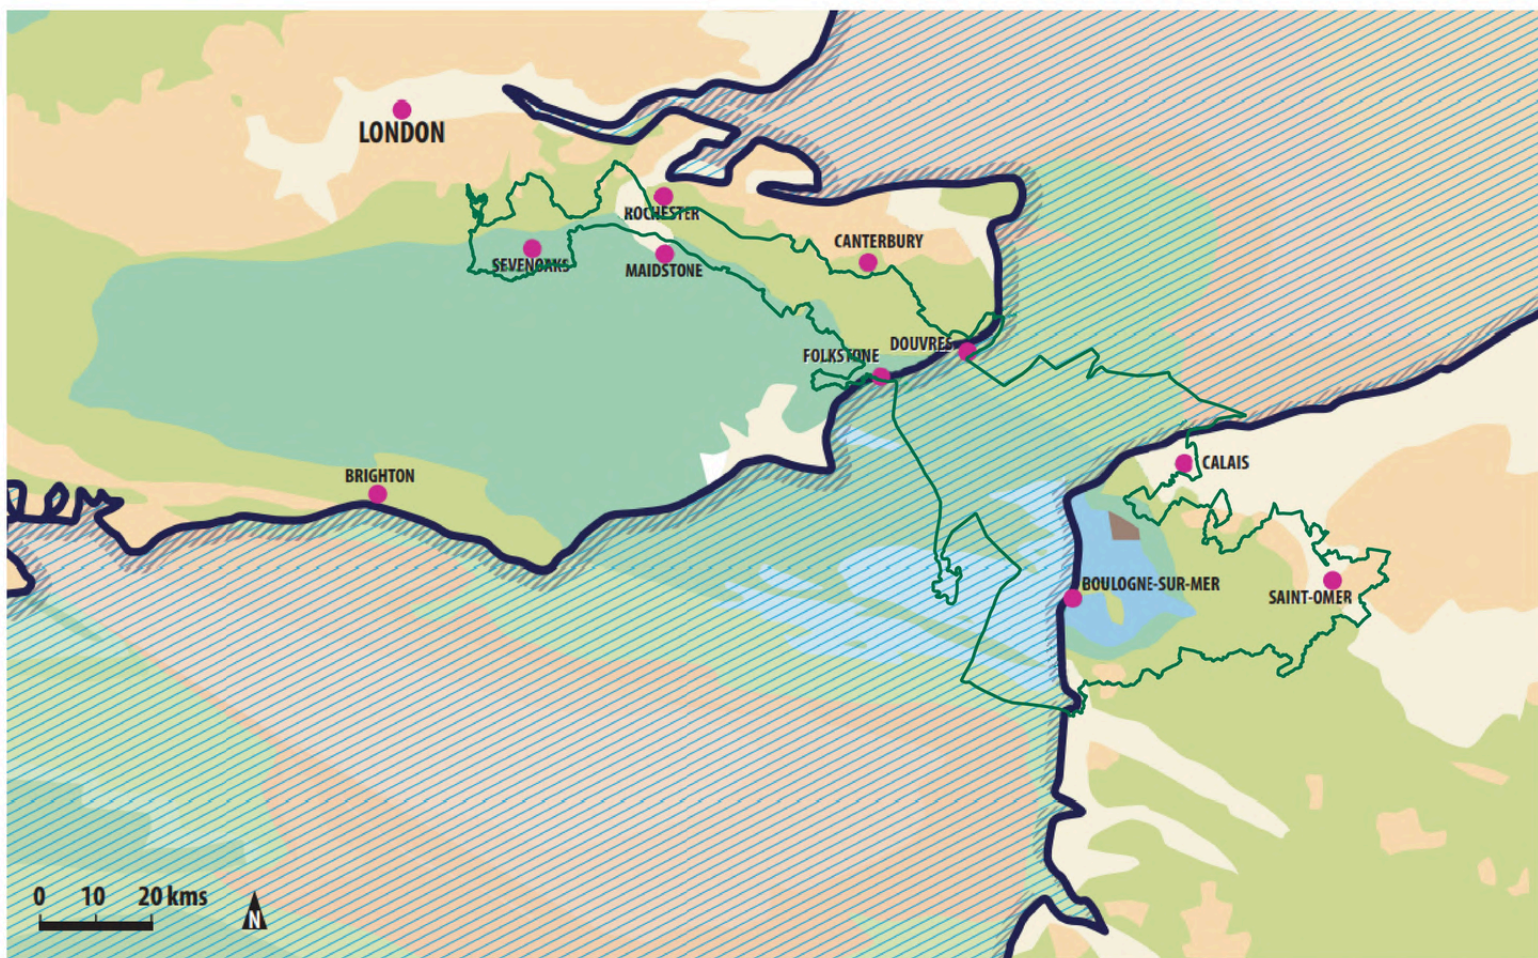 LONDON
ROCHESTER
CANTERBURY
SEVENOAKS
MAIDSTONE
DOUVRES
FOLKSTONE
CALAIS
BRIGHTON
BOULOGNE-SUR-MER
SAINT-OMER
0 10 20 kms
N